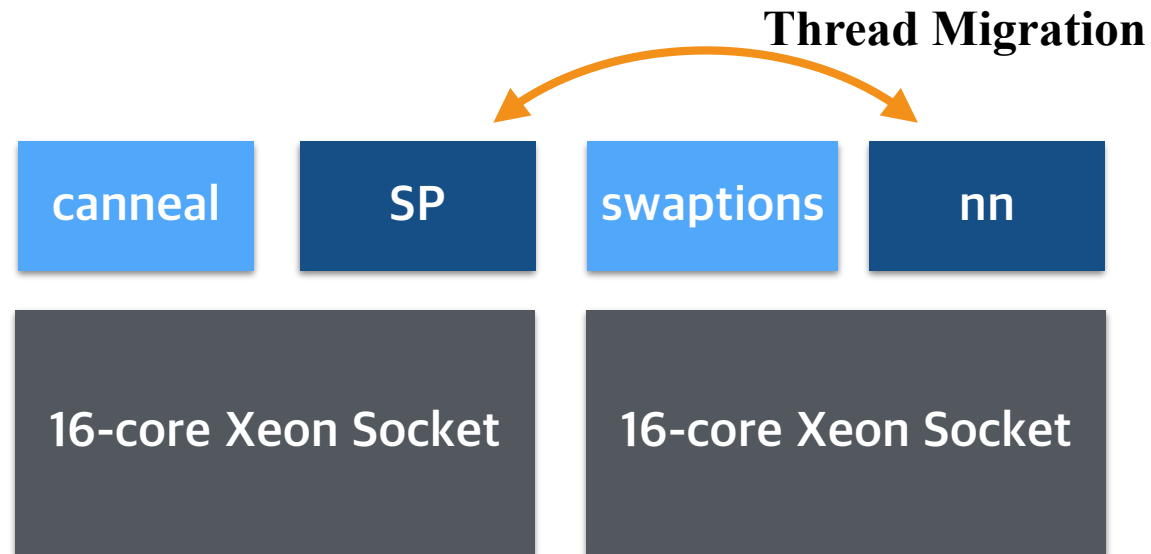 Thread Migration
canneal
SP
swaptions
nn
16-core Xeon Socket
16-core Xeon Socket